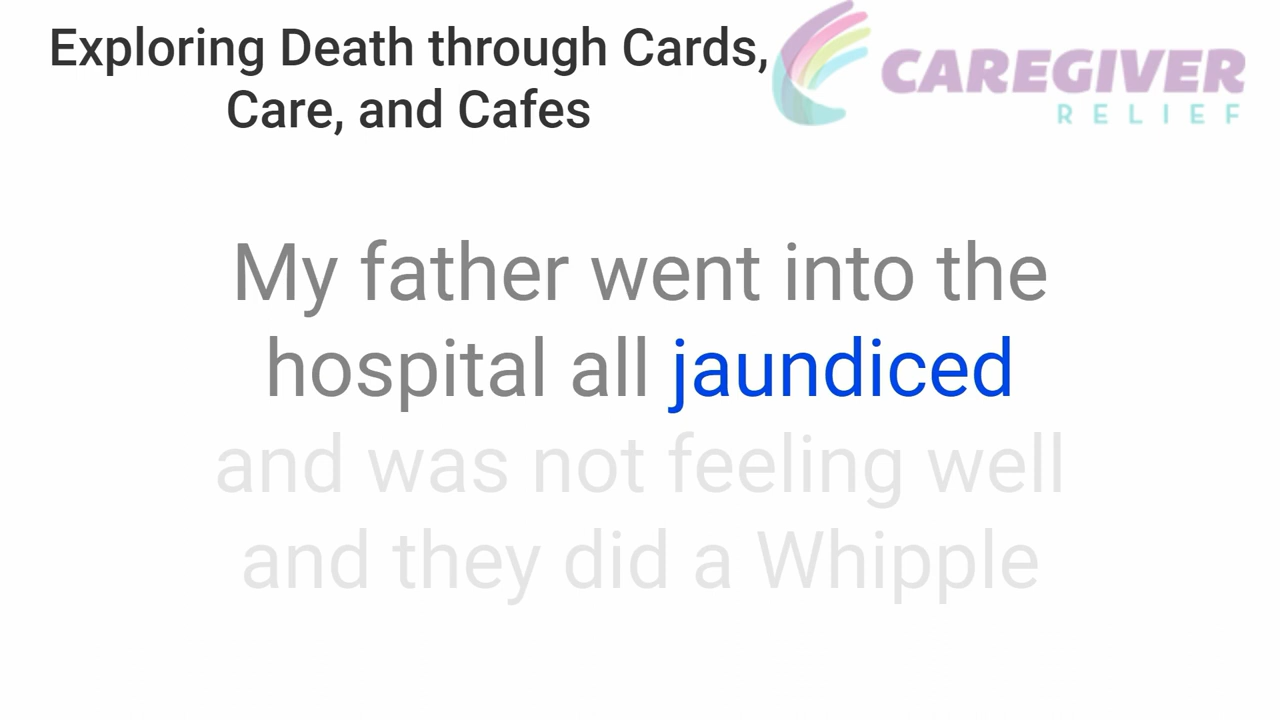 Exploring Death through Cards,
Care, and Cafes
CAREGIVER
RELIEF
My father went into the
hospital all jaundiced
and was not feeling well
and they did a Whipple